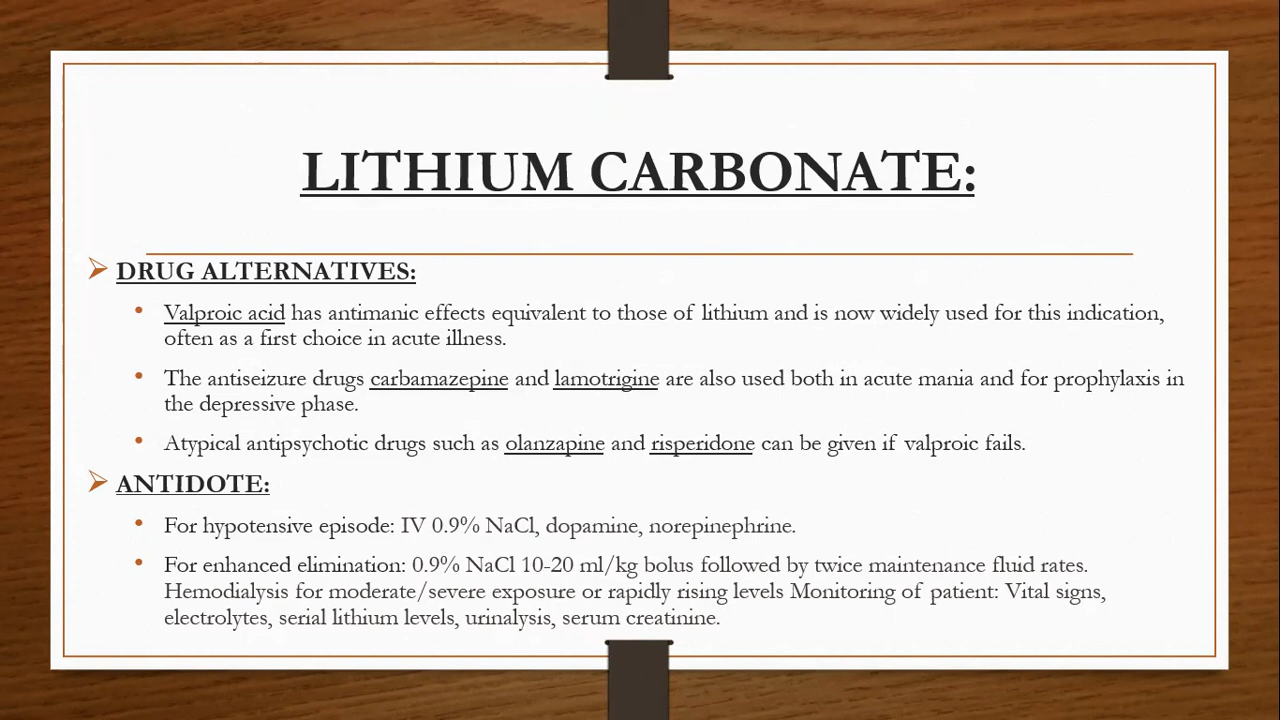 LITHIUM CARBONATE:
DRUG ALTERNATIVES:
Valproic acid has antimanic effects equivalent to those of lithium and is now widely used for this indication,
often as a first choice in acute illness.
The antiseizure drugs carbamazepine and lamotrigine are also used both in acute mania and for prophylaxis in
the depressive phase.
Atypical antipsychotic drugs such as olanzapine and risperidone can be given if valproic fails.
ANTIDOTE:
For hypotensive episode: IV 0.9% NaCl, dopamine, norepinephrine.
For enhanced elimination: 0.9% NaCl 10-20 ml/kg bolus followed by twice maintenance fluid rates.
Hemodialysis for moderate/severe exposure or rapidly rising levels Monitoring of patient: Vital signs,
electrolytes, serial lithium levels, urinalysis, serum creatinine.